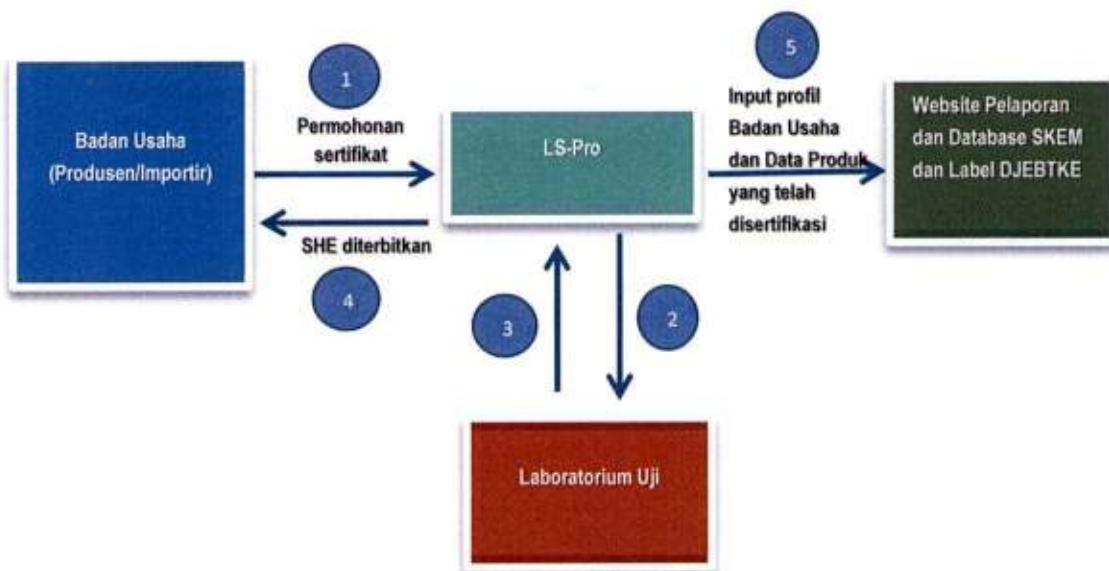 Badan Usaha
(Produsen/Importir)
1
Permohonan
sertifikat
SHE diterbitkan
4
LS-Pro
3
2
Laboratorium Uji
5
Input profil
Badan Usaha
dan Data Produk
yang telah
disertifikasi
Website Pelaporan
dan Database SKEM
dan Label DJEBTKE